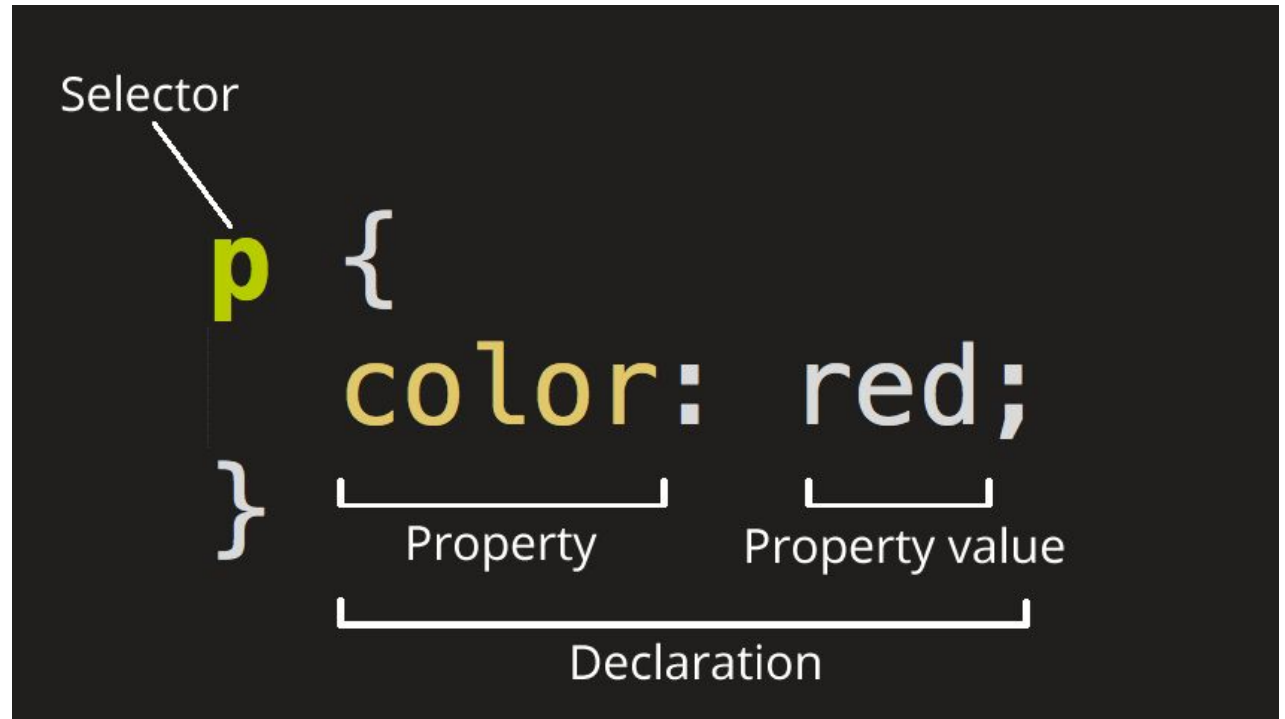 Selector
p {
color: red;
}
Property
Property value
Declaration